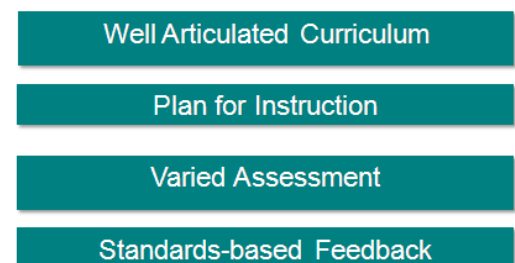 Well Articulated Curriculum
Plan for Instruction
Varied Assessment
Standards-based Feedback